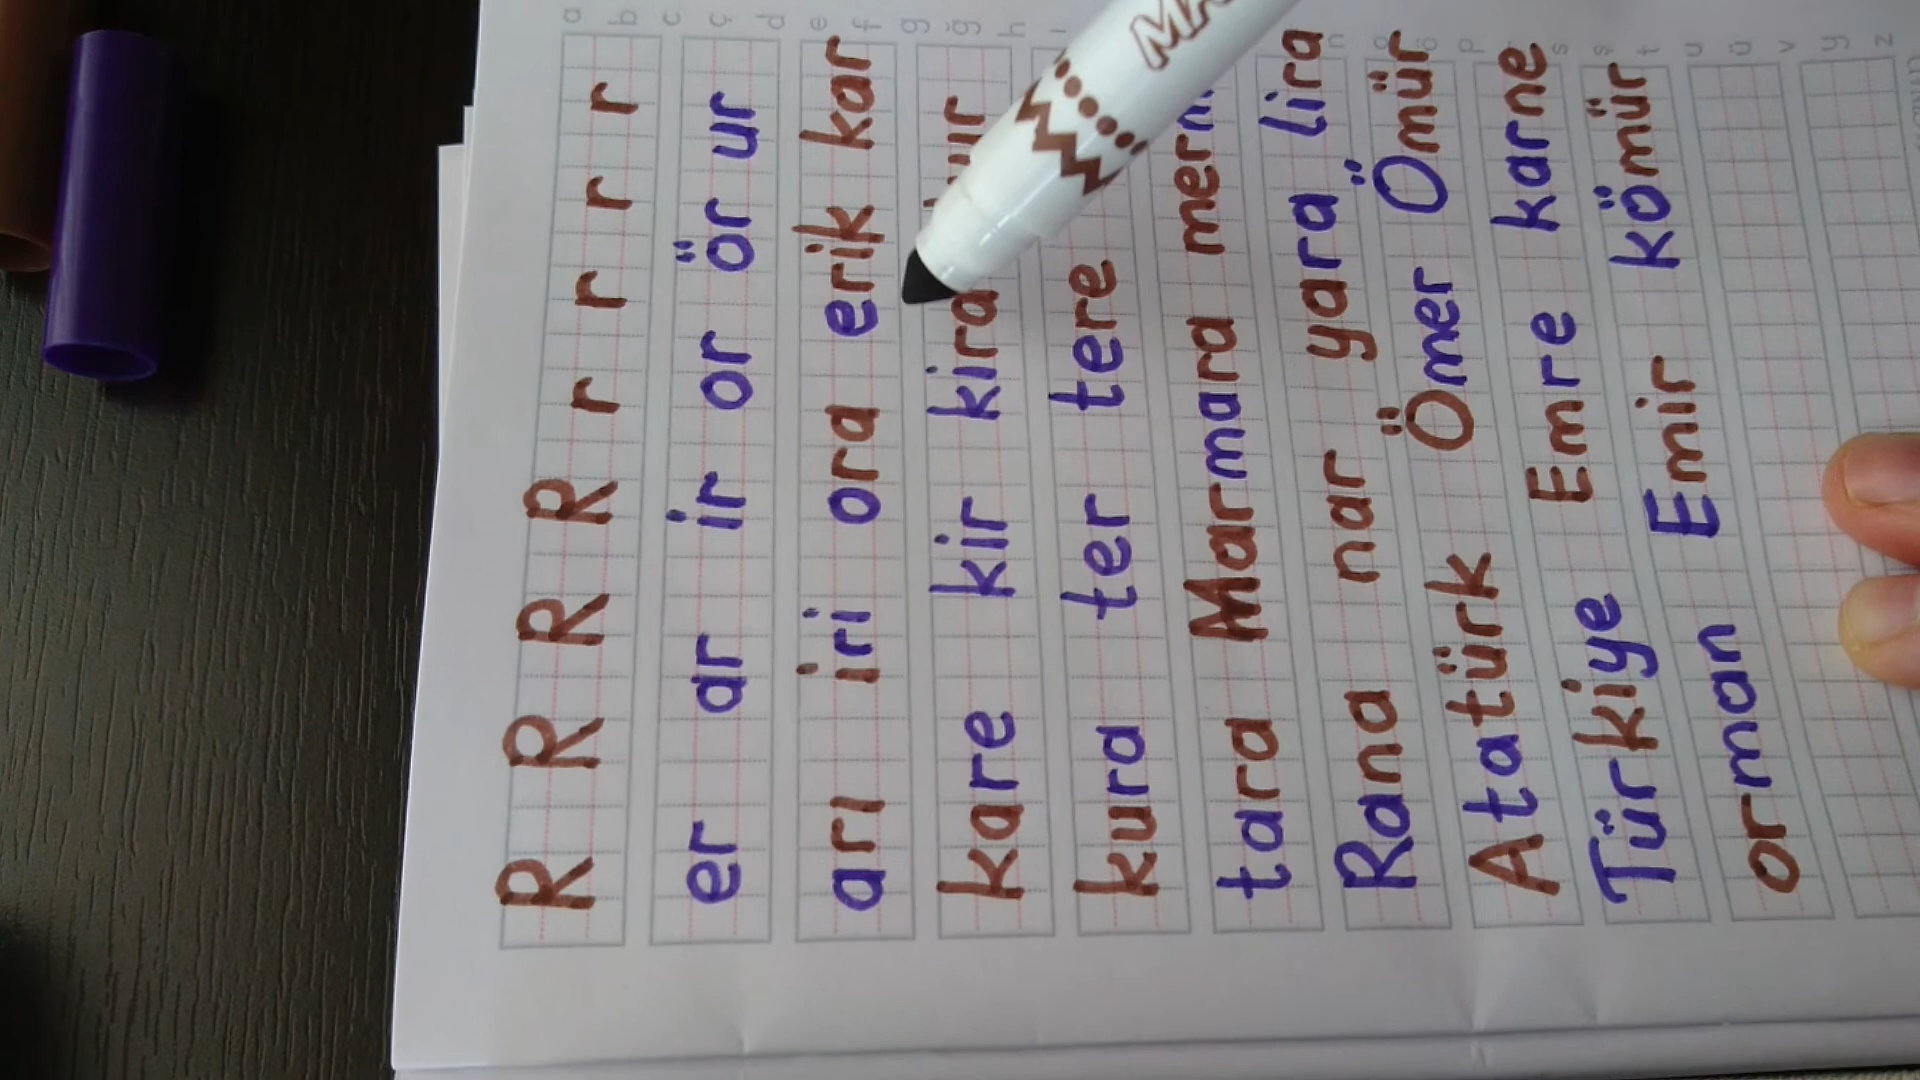 R R R R r r r r
er ar ir or ör ur
arı iri ora erik kar
kare kir kira
kura ter tere
tara Marmara
Rana nar yara lira
Atatürk Ömer Ömür
Türkiye Emre karne
orman Emir kömür
a b c ç d e f g ğ h ı n o ö p s ş t u ü v y z